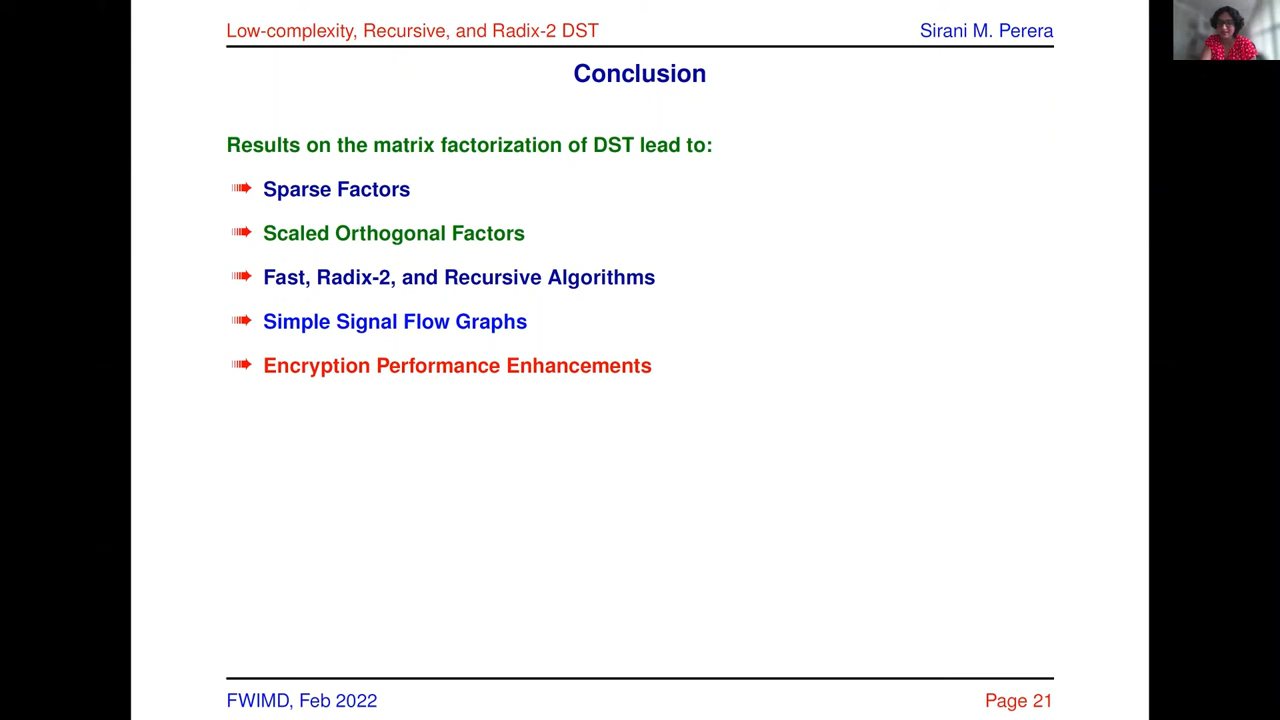 Low-complexity, Recursive, and Radix-2 DST Sirani M. Perera
Conclusion
Results on the matrix factorization of DST lead to:
Sparse Factors
Scaled Orthogonal Factors
Fast, Radix-2, and Recursive Algorithms
Simple Signal Flow Graphs
Encryption Performance Enhancements
FWIMD, Feb 2022 Page 21